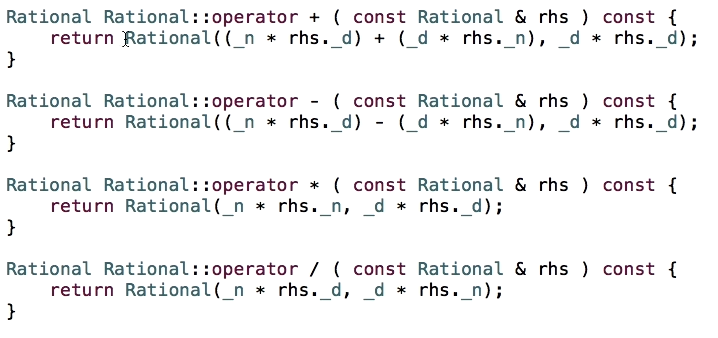 Rational Rational::operator + ( const Rational & rhs ) const {
    return Rational((_n * rhs._d) + (_d * rhs._n), _d * rhs._d);
}

Rational Rational::operator - ( const Rational & rhs ) const {
    return Rational((_n * rhs._d) - (_d * rhs._n), _d * rhs._d);
}

Rational Rational::operator * ( const Rational & rhs ) const {
    return Rational(_n * rhs._n, _d * rhs._d);
}

Rational Rational::operator / ( const Rational & rhs ) const {
    return Rational(_n * rhs._d, _d * rhs._n);
}